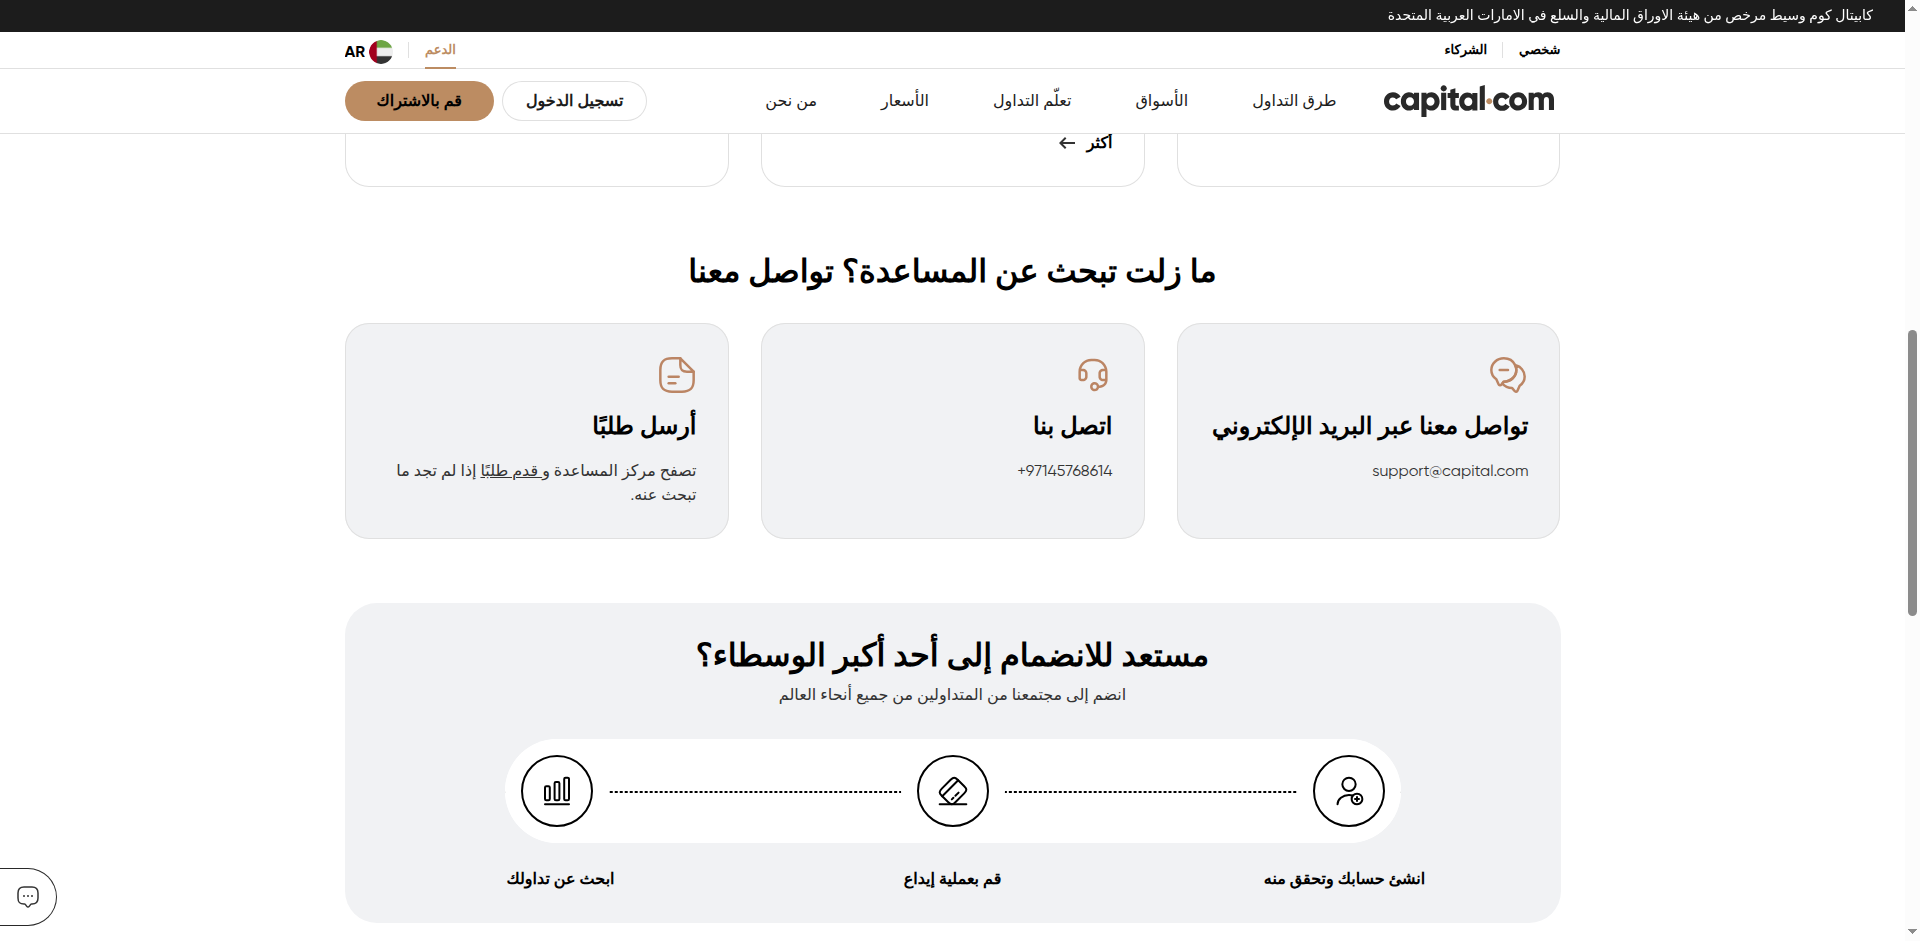 كابيتال كوم وسيط مرخص من هيئة الاوراق المالية والسلع في الامارات العربية المتحدة
شخصي
الشركاء
الدعم
AR
capital.com
طرق التداول
الأسواق
تعلّم التداول
الأسعار
من نحن
تسجيل الدخول
قم بالاشتراك
أكثر
ما زلت تبحث عن المساعدة؟ تواصل معنا
تواصل معنا عبر البريد الإلكتروني
support@capital.com
اتصل بنا
+97145768614
أرسل طلبًا
تصفح مركز المساعدة و قدم طلبًا إذا لم تجد ما
تبحث عنه.
مستعد للانضمام إلى أحد أكبر الوسطاء؟
انضم إلى مجتمعنا من المتداولين من جميع أنحاء العالم
انشئ حسابك وتحقق منه
قم بعملية إيداع
ابحث عن تداولك